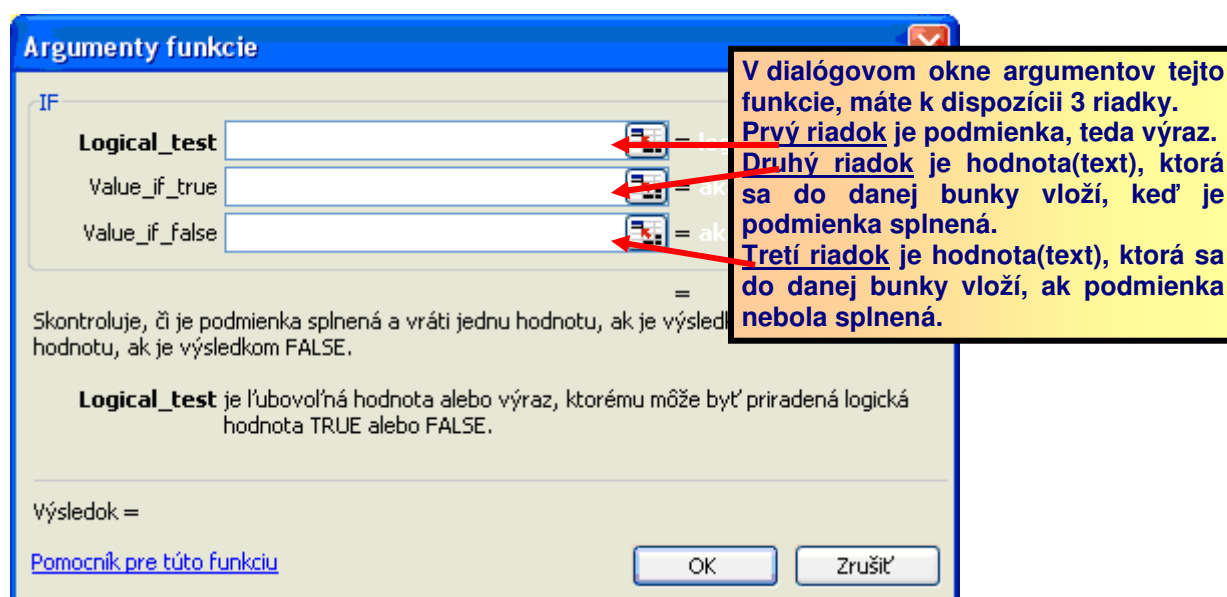 Argumenty funkcie
IF
Logical_test =
Value_if_true = ak
Value_if_false = ak
=
Skontroluje, či je podmienka splnená a vráti jednu hodnotu, ak je
hodnotu, ak je výsledkom FALSE.
Logical_test je ľubovoľná hodnota alebo výraz, ktorému môže byť priradená logická
hodnota TRUE alebo FALSE.
Výsledok =
Pomocník pre túto funkciu
OK
Zrušiť
V dialógovom okne argumentov tejto
funkcie, máte k dispozícii 3 riadky.
Prvý riadok je podmienka, teda výraz.
Druhý riadok je hodnota(text), ktorá
sa do danej bunky vloží, keď je
podmienka splnená.
Tretí riadok je hodnota(text), ktorá sa
do danej bunky vloží, ak podmienka
nebola splnená.